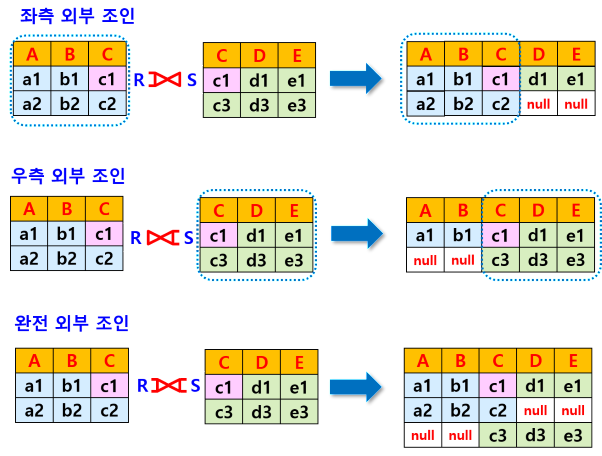 좌측 외부 조인
A B C
a1 b1 c1
a2 b2 c2
R S
C D E
c1 d1 e1
c3 d3 e3
A B C D E
a1 b1 c1 d1 e1
a2 b2 c2 null null
우측 외부 조인
A B C
a1 b1 c1
a2 b2 c2
R S
C D E
c1 d1 e1
c3 d3 e3
A B C D E
a1 b1 c1 d1 e1
null null c3 d3 e3
완전 외부 조인
A B C
a1 b1 c1
a2 b2 c2
R S
C D E
c1 d1 e1
c3 d3 e3
A B C D E
a1 b1 c1 d1 e1
a2 b2 c2 null null
null null c3 d3 e3